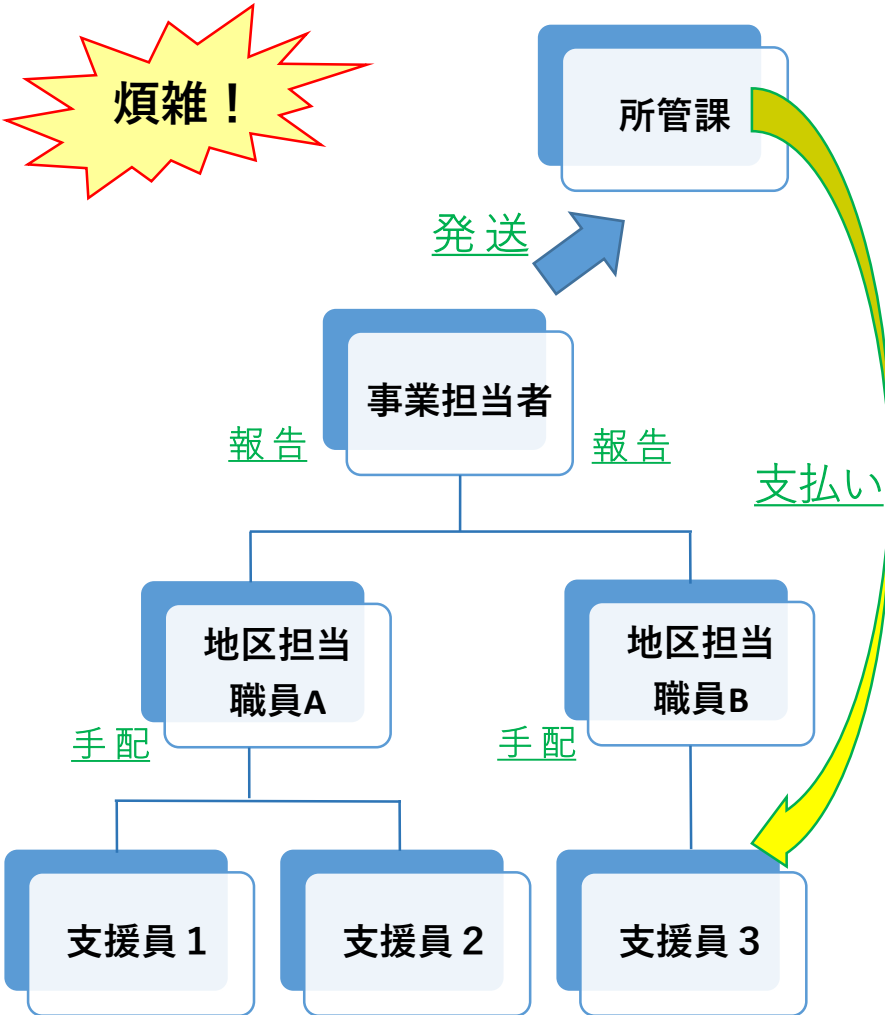 煩雑！
所管課
発送
事業担当者
報告
報告
支払い
地区担当
職員A
地区担当
職員B
手配
手配
支援員１
支援員２
支援員３